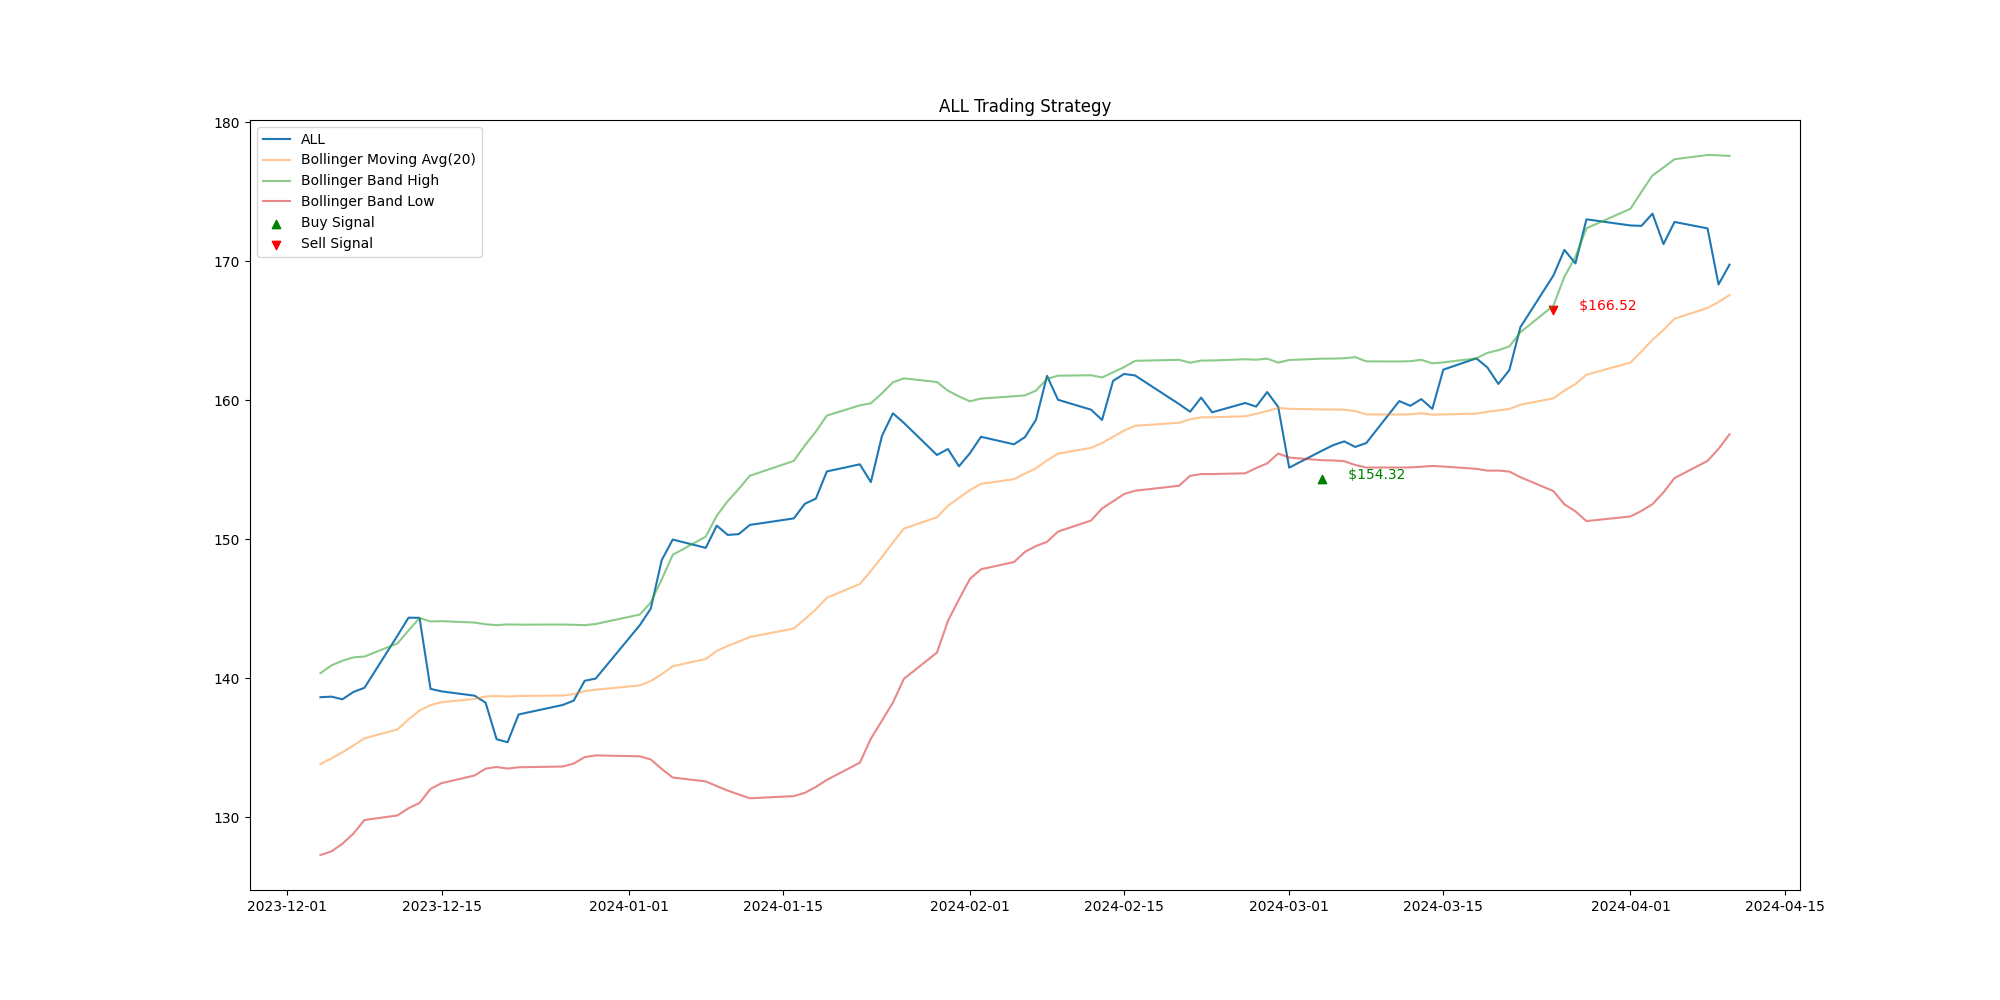 ALL Trading Strategy
180
170
160
150
140
130
ALL
Bollinger Moving Avg(20)
Bollinger Band High
Bollinger Band Low
Buy Signal
Sell Signal
$166.52
$154.32
2023-12-01
2023-12-15
2024-01-01
2024-01-15
2024-02-01
2024-02-15
2024-03-01
2024-03-15
2024-04-01
2024-04-15